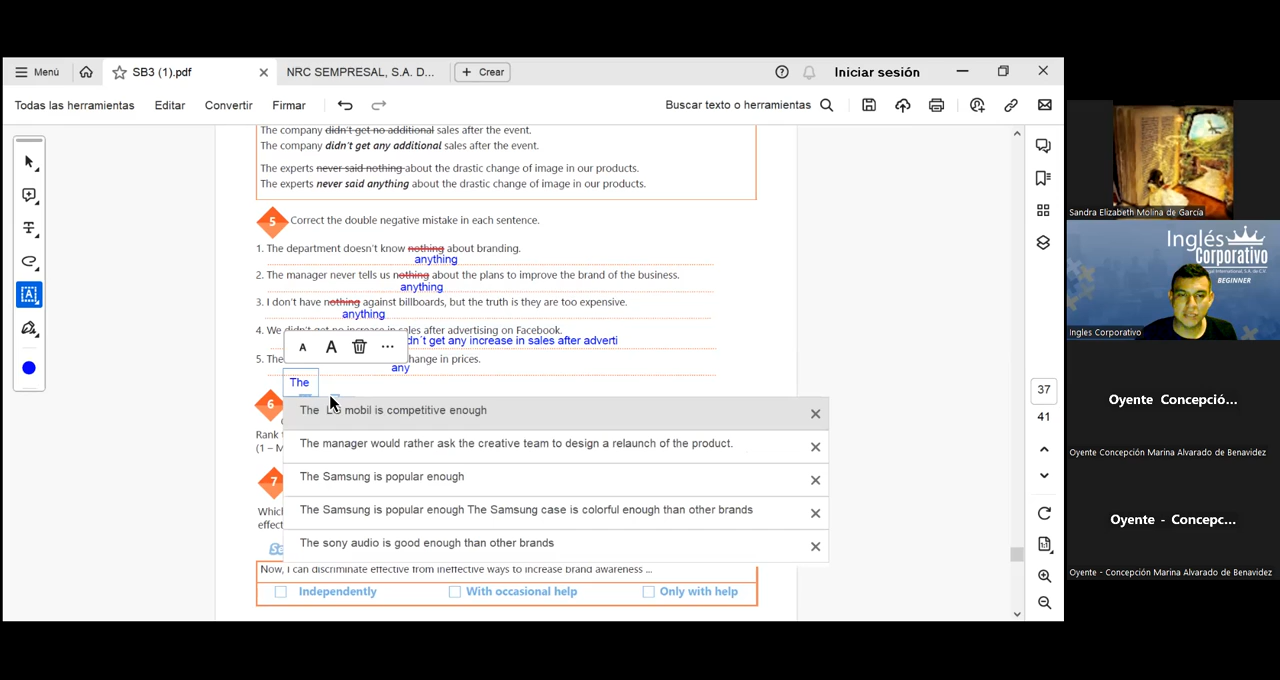 Menú
SB3 (1).pdf
NRC SEMPRESAL, S.A. D...
+ Crear
Iniciar sesión
Todas las herramientas
Editar
Convertir
Firmar
Buscar texto o herramientas
The company didn't get no additional sales after the event.
The company didn't get any additional sales after the event.
The experts never said nothing about the drastic change of image in our products.
The experts never said anything about the drastic change of image in our products.
5 Correct the double negative mistake in each sentence.
1. The department doesn't know nothing about branding.
anything
2. The manager never tells us nothing about the plans to improve the brand of the business.
anything
3. I don't have nothing against billboards, but the truth is they are too expensive.
anything
4. We didn't get no increase in sales after advertising on Facebook.
dn´t get any increase in sales after adverti
A A ...
5. The
hange in prices.
any
The
6
The mobil is competitive enough
Rank
(1 – M
The manager would rather ask the creative team to design a relaunch of the product.
7
The Samsung is popular enough
Which
effect
The Samsung is popular enough The Samsung case is colorful enough than other brands
The sony audio is good enough than other brands
Se
Now, I can discriminate effective from ineffective ways to increase brand awareness ...
Independently
With occasional help
Only with help
37
41
Sandra Elizabeth Molina de García
Inglés
Corporativo
BEGINNER
Ingles Corporativo
Oyente Concepció...
Oyente Concepción Marina Alvarado de Benavidez
Oyente - Concepc...
Oyente - Concepción Marina Alvarado de Benavidez